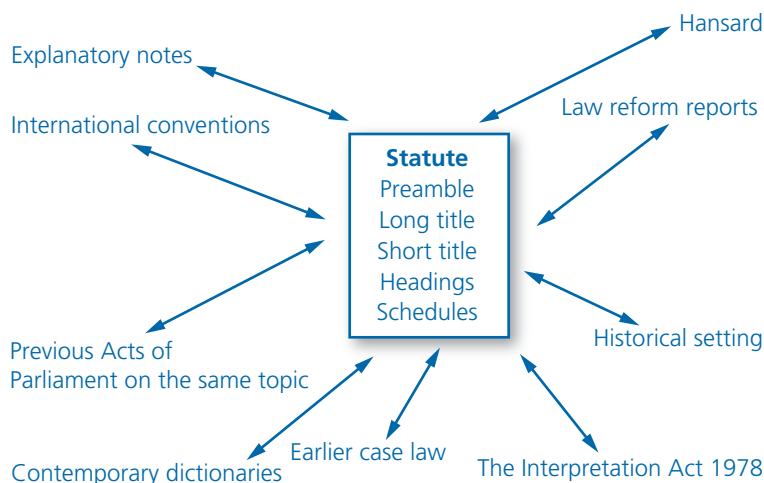 Hansard
Explanatory notes
Law reform reports
International conventions
Statute
Preamble
Long title
Short title
Headings
Schedules
Historical setting
Previous Acts of
Parliament on the same topic
Earlier case law
The Interpretation Act 1978
Contemporary dictionaries